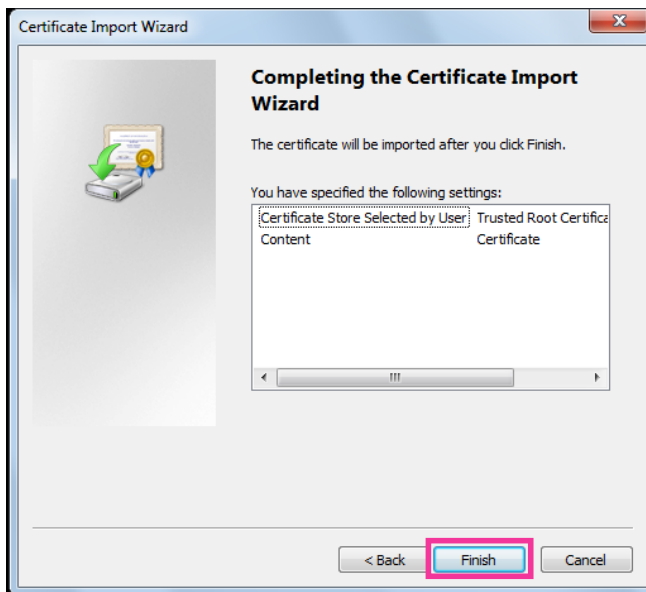 Certificate Import Wizard
Completing the Certificate Import
Wizard
The certificate will be imported after you click Finish.
You have specified the following settings:
Certificate Store Selected by User Trusted Root Certifica
Content Certificate
< Back Finish Cancel